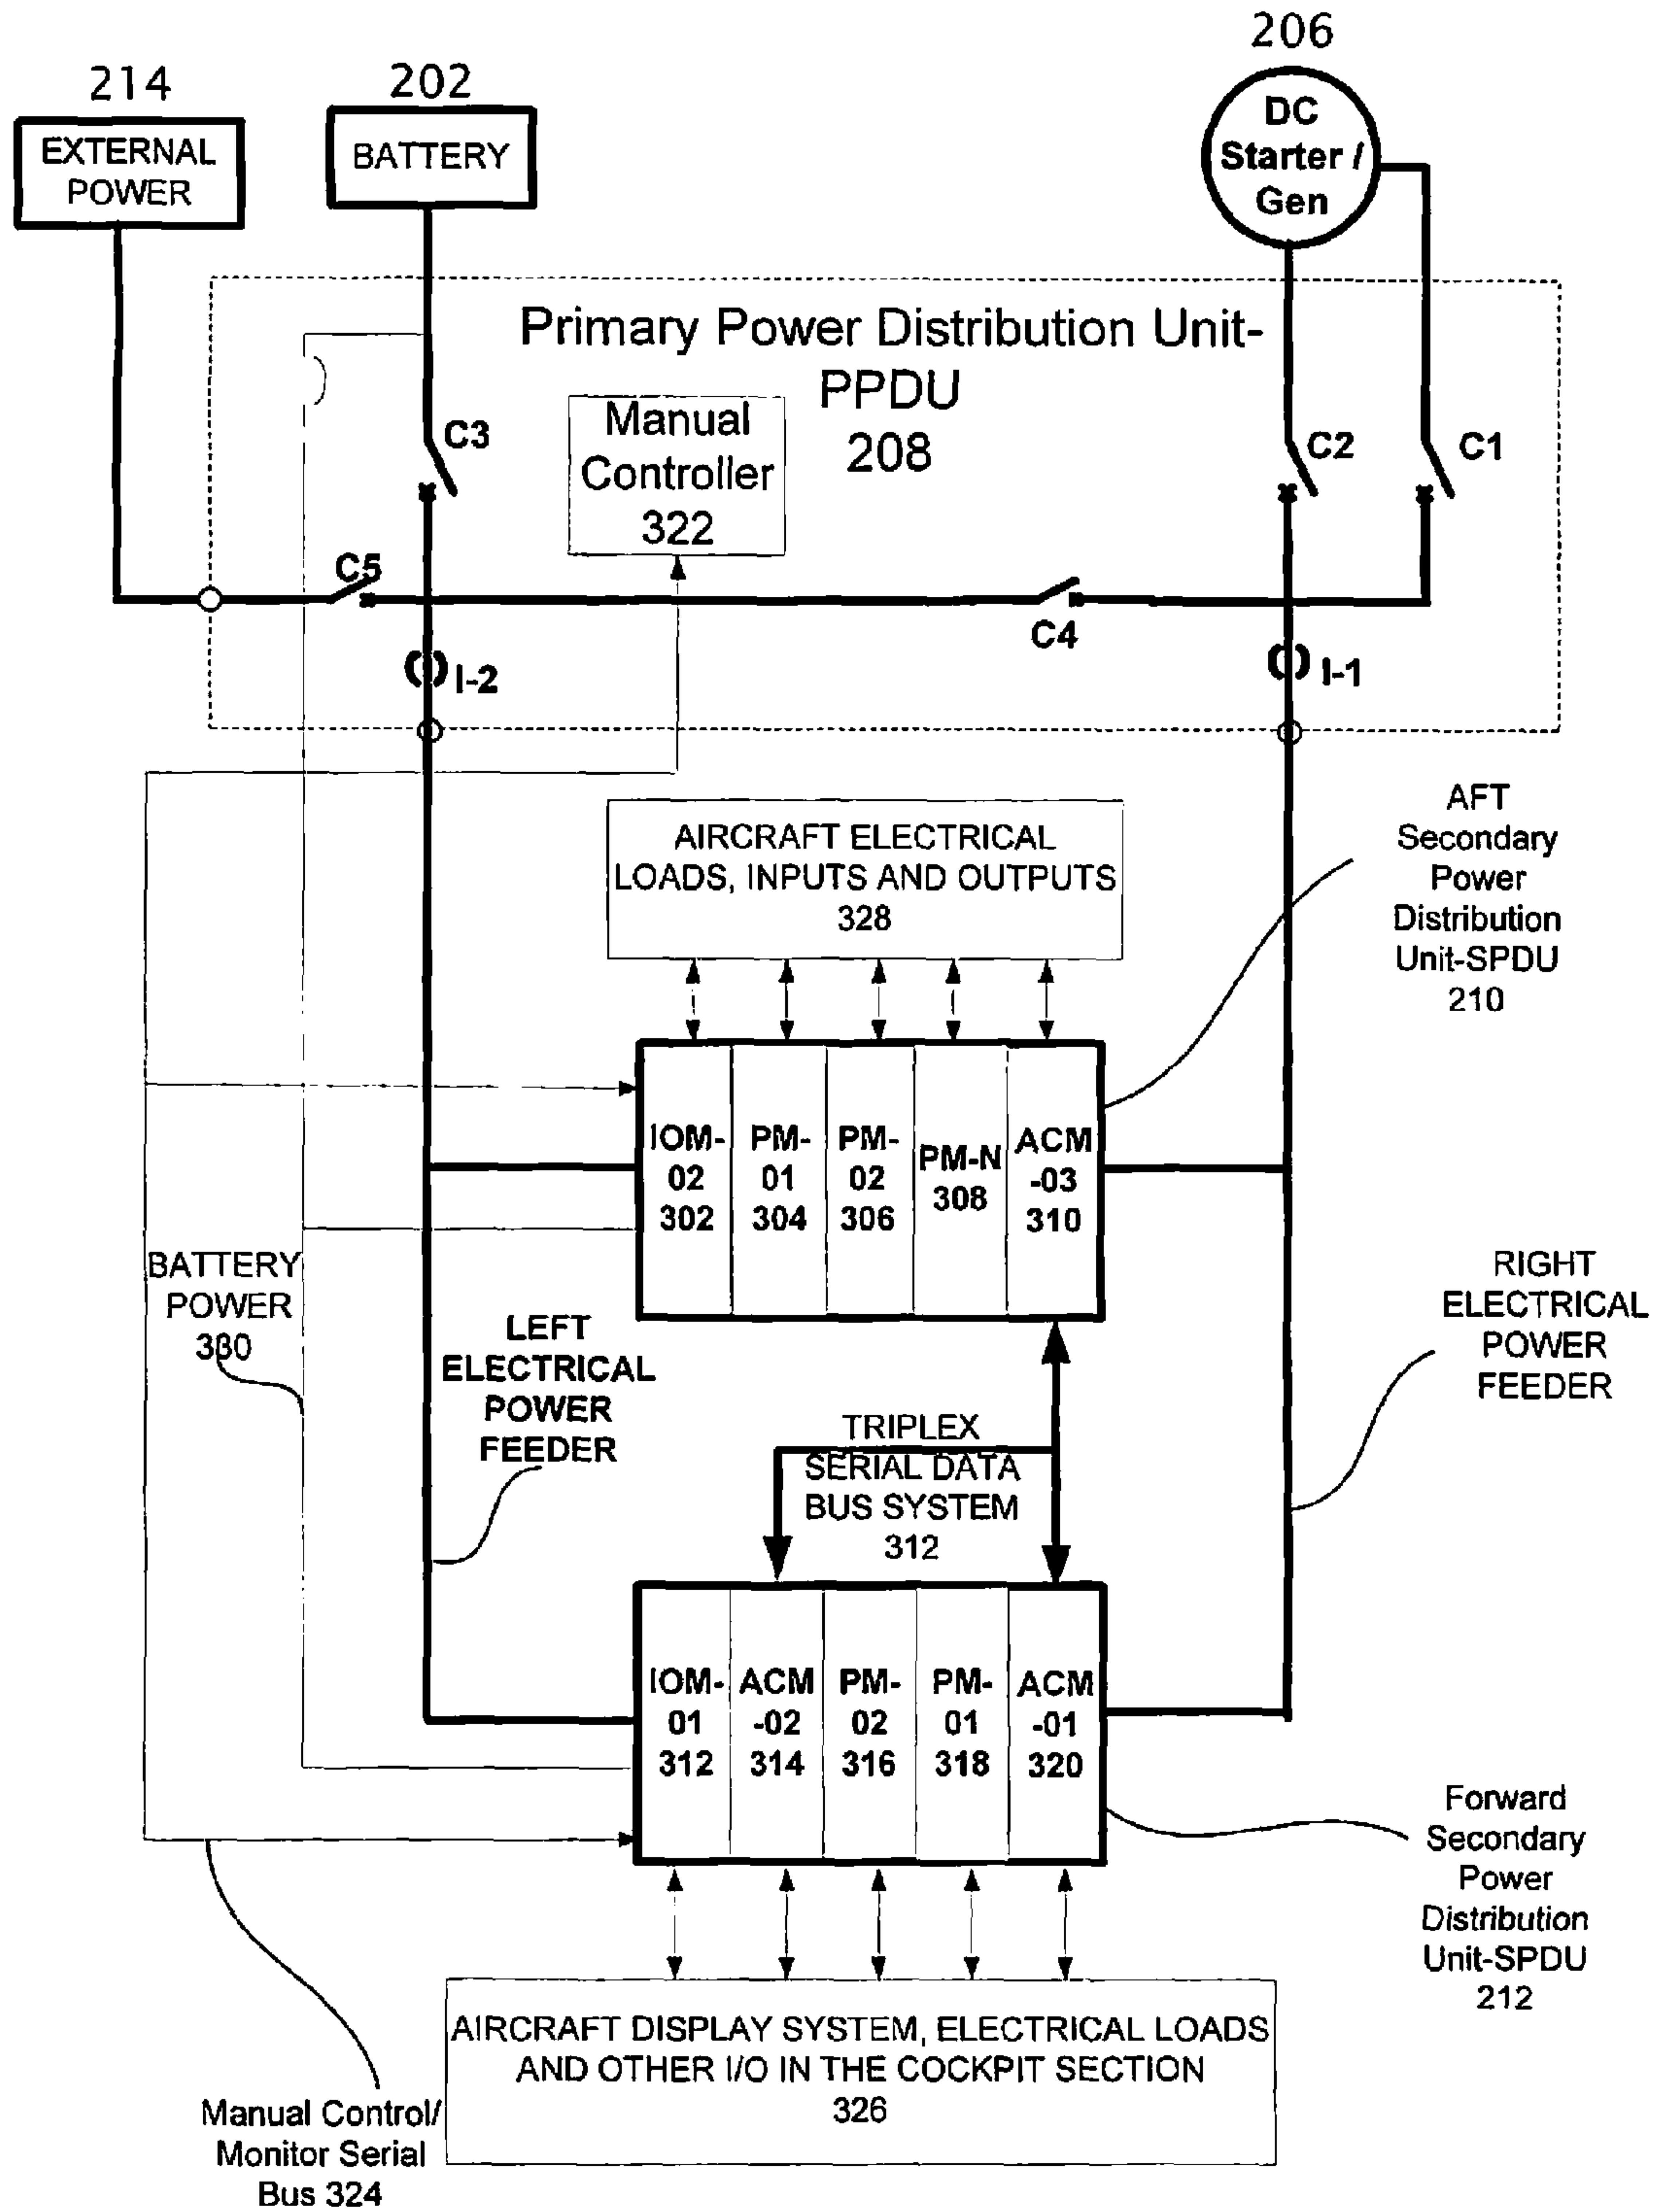 206
214
202
EXTERNAL
POWER
BATTERY
DC
Starter /
Gen
Primary Power Distribution Unit-
PPDU
208
Manual
Controller
322
C3
C2
C1
C5
C4
I-2
I-1
AIRCRAFT ELECTRICAL
LOADS, INPUTS AND OUTPUTS
328
AFT
Secondary
Power
Distribution
Unit-SPDU
210
IOM-
02
302
PM-
01
304
PM-
02
306
PM-N
308
ACM
-03
310
BATTERY
POWER
330
LEFT
ELECTRICAL
POWER
FEEDER
RIGHT
ELECTRICAL
POWER
FEEDER
TRIPLEX
SERIAL DATA
BUS SYSTEM
312
IOM-
01
312
ACM
-02
314
PM-
02
316
PM-
01
318
ACM
-01
320
Forward
Secondary
Power
Distribution
Unit-SPDU
212
AIRCRAFT DISPLAY SYSTEM, ELECTRICAL LOADS
AND OTHER I/O IN THE COCKPIT SECTION
326
Manual Control/
Monitor Serial
Bus 324